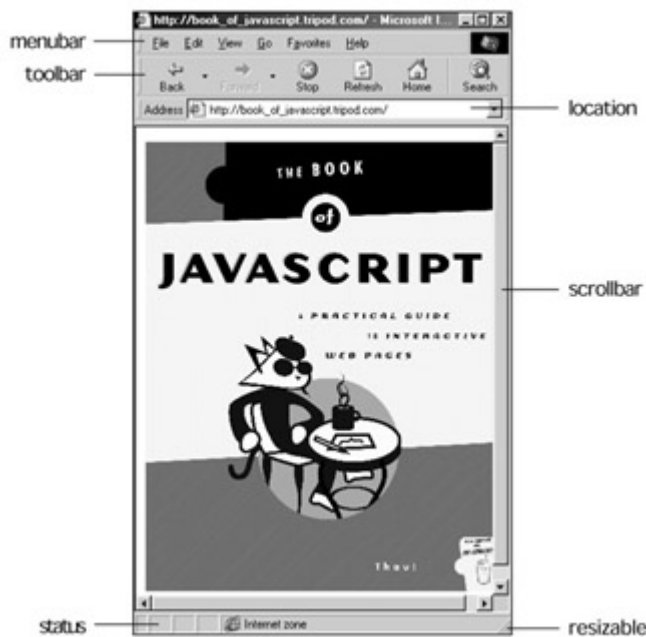 http://book_of_javascript.tripod.com/ - Microsoft I...
menubar
File Edit View Go Favorites Help
toolbar
Back Forward Stop Refresh Home Search
Address http://book_of_javascript.tripod.com/
location
THE BOOK
of
JAVASCRIPT
scrollbar
A PRACTICAL GUIDE
TO INTERACTIVE
WEB PAGES
Thau!
status
Internet zone
resizable